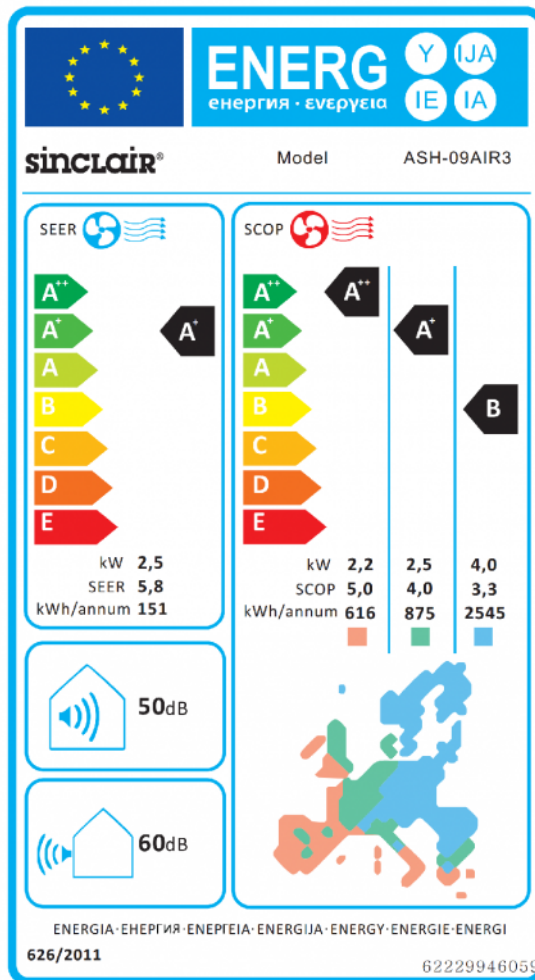 ENERG
енергия · ενεργεια
Y IJA
IE IA
sinclair® Model ASH-09AIR3
SEER
A++
A+
A
B
C
D
E
A+
kW 2,5
SEER 5,8
kWh/annum 151
SCOP
A++
A+
A
B
C
D
E
A++
A+
B
kW 2,2 2,5 4,0
SCOP 5,0 4,0 3,3
kWh/annum 616 875 2545
50dB
60dB
ENERGIA·ЕНЕРГИЯ·ΕΝΕΡΓΕΙΑ·ENERGIJA·ENERGY·ENERGIE·ENERGI
626/2011
62229946059